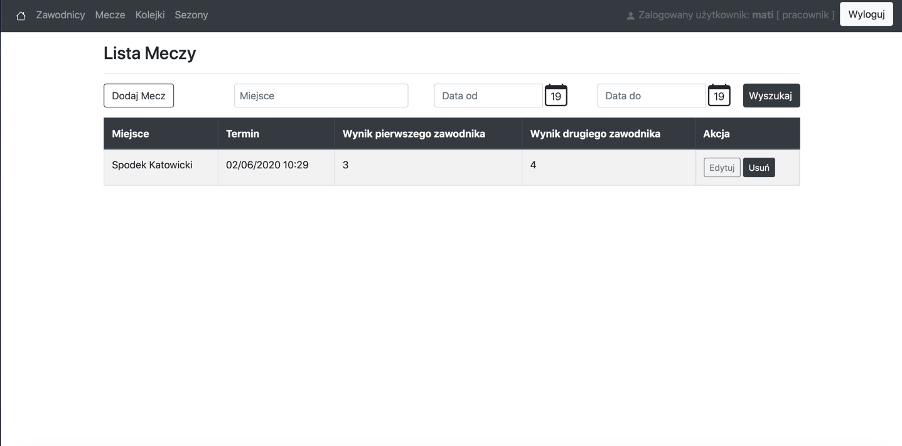 Zawodnicy Mecze Kolejki Sezony Zalogowany użytkownik: mati [ pracownik ] Wyloguj
Lista Meczy
Dodaj Mecz Miejsce Data od 19 Data do 19 Wyszukaj
Miejsce Termin Wynik pierwszego zawodnika Wynik drugiego zawodnika Akcja
Spodek Katowicki 02/06/2020 10:29 3 4 Edytuj Usuń